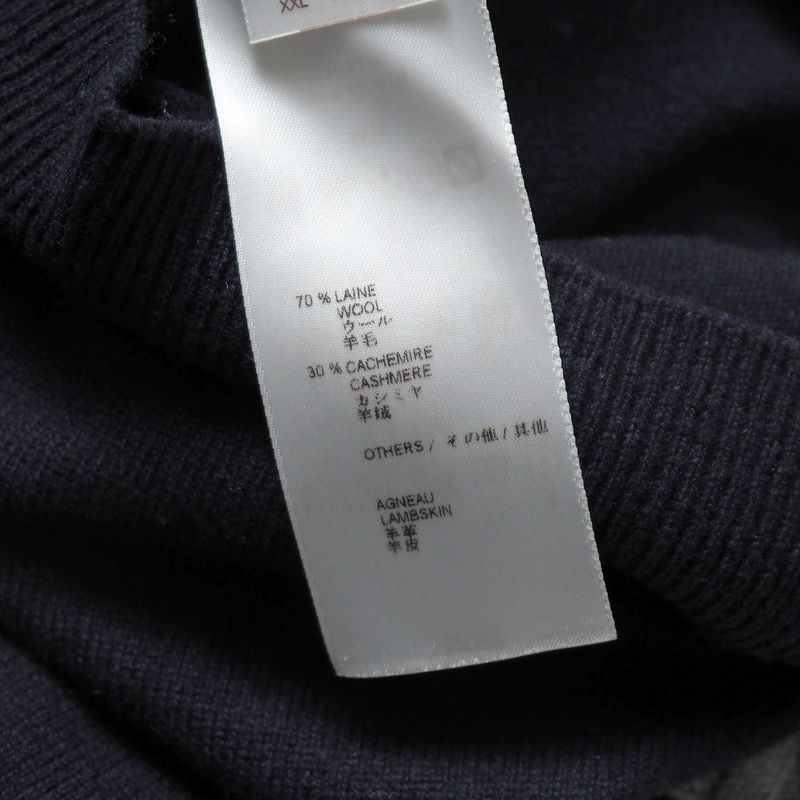 XXL
70 % LAINE
WOOL
ウール
羊毛
30 % CACHEMIRE
CASHMERE
カシミヤ
羊绒
OTHERS / その他 / 其他
AGNEAU
LAMBSKIN
羊革
羊皮